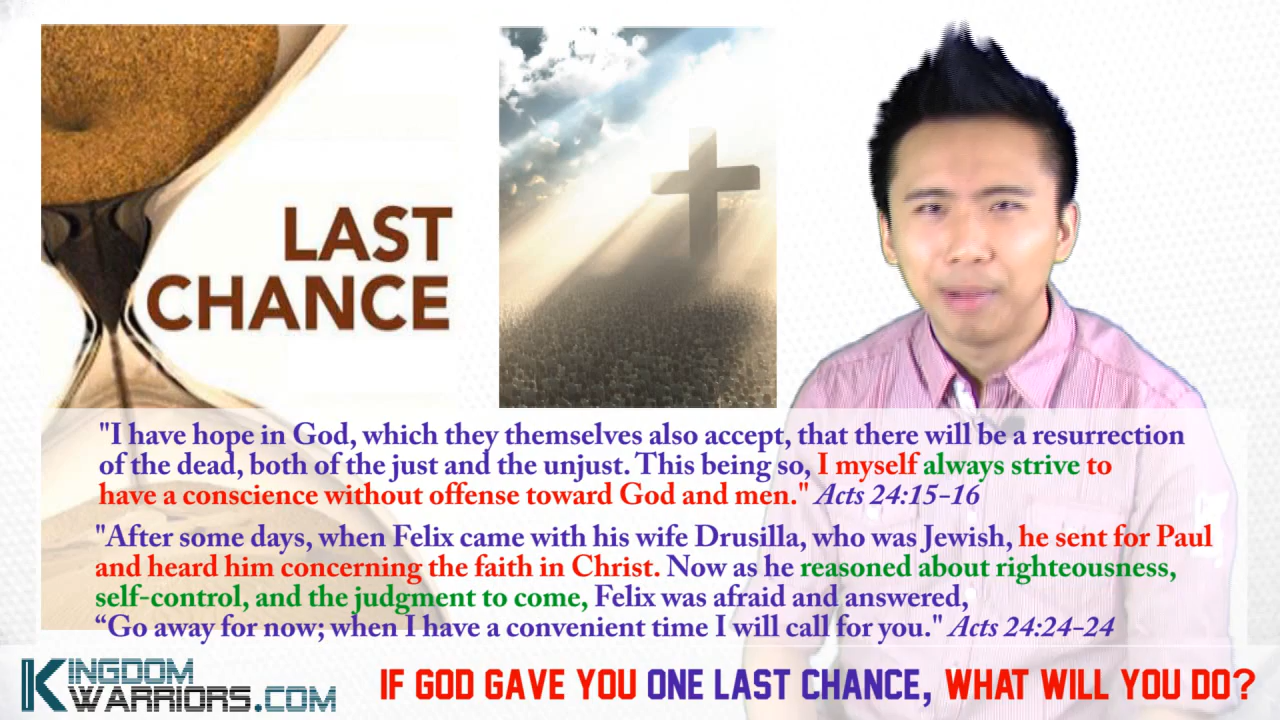 LAST
CHANCE
"I have hope in God, which they themselves also accept, that there will be a resurrection
of the dead, both of the just and the unjust. This being so, I myself always strive to
have a conscience without offense toward God and men." Acts 24:15-16
"After some days, when Felix came with his wife Drusilla, who was Jewish, he sent for Paul
and heard him concerning the faith in Christ. Now as he reasoned about righteousness,
self-control, and the judgment to come, Felix was afraid and answered,
“Go away for now; when I have a convenient time I will call for you." Acts 24:24-24
KINGDOM
WARRIORS.COM
IF GOD GAVE YOU ONE LAST CHANCE, WHAT WILL YOU DO?